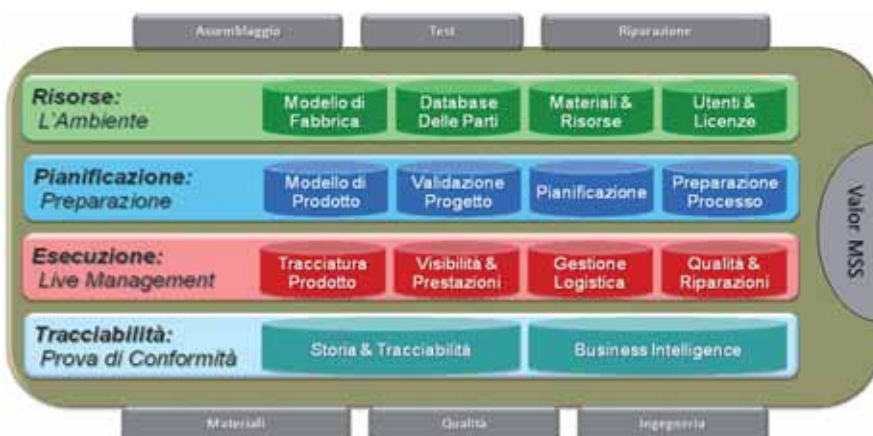 Assemblaggio
Test
Riparazione
Risorse:
L'Ambiente
Modello di
Fabbrica
Database
Delle Parti
Materiali &
Risorse
Utenti &
Licenze
Pianificazione:
Preparazione
Modello di
Prodotto
Validazione
Progetto
Pianificazione
Preparazione
Processo
Esecuzione:
Live Management
Tracciatura
Prodotto
Visibilità &
Prestazioni
Gestione
Logistica
Qualità &
Riparazioni
Tracciabilità:
Prova di Conformità
Storia & Tracciabilità
Business Intelligence
Valor MSS
Materiali
Qualità
Ingegneria